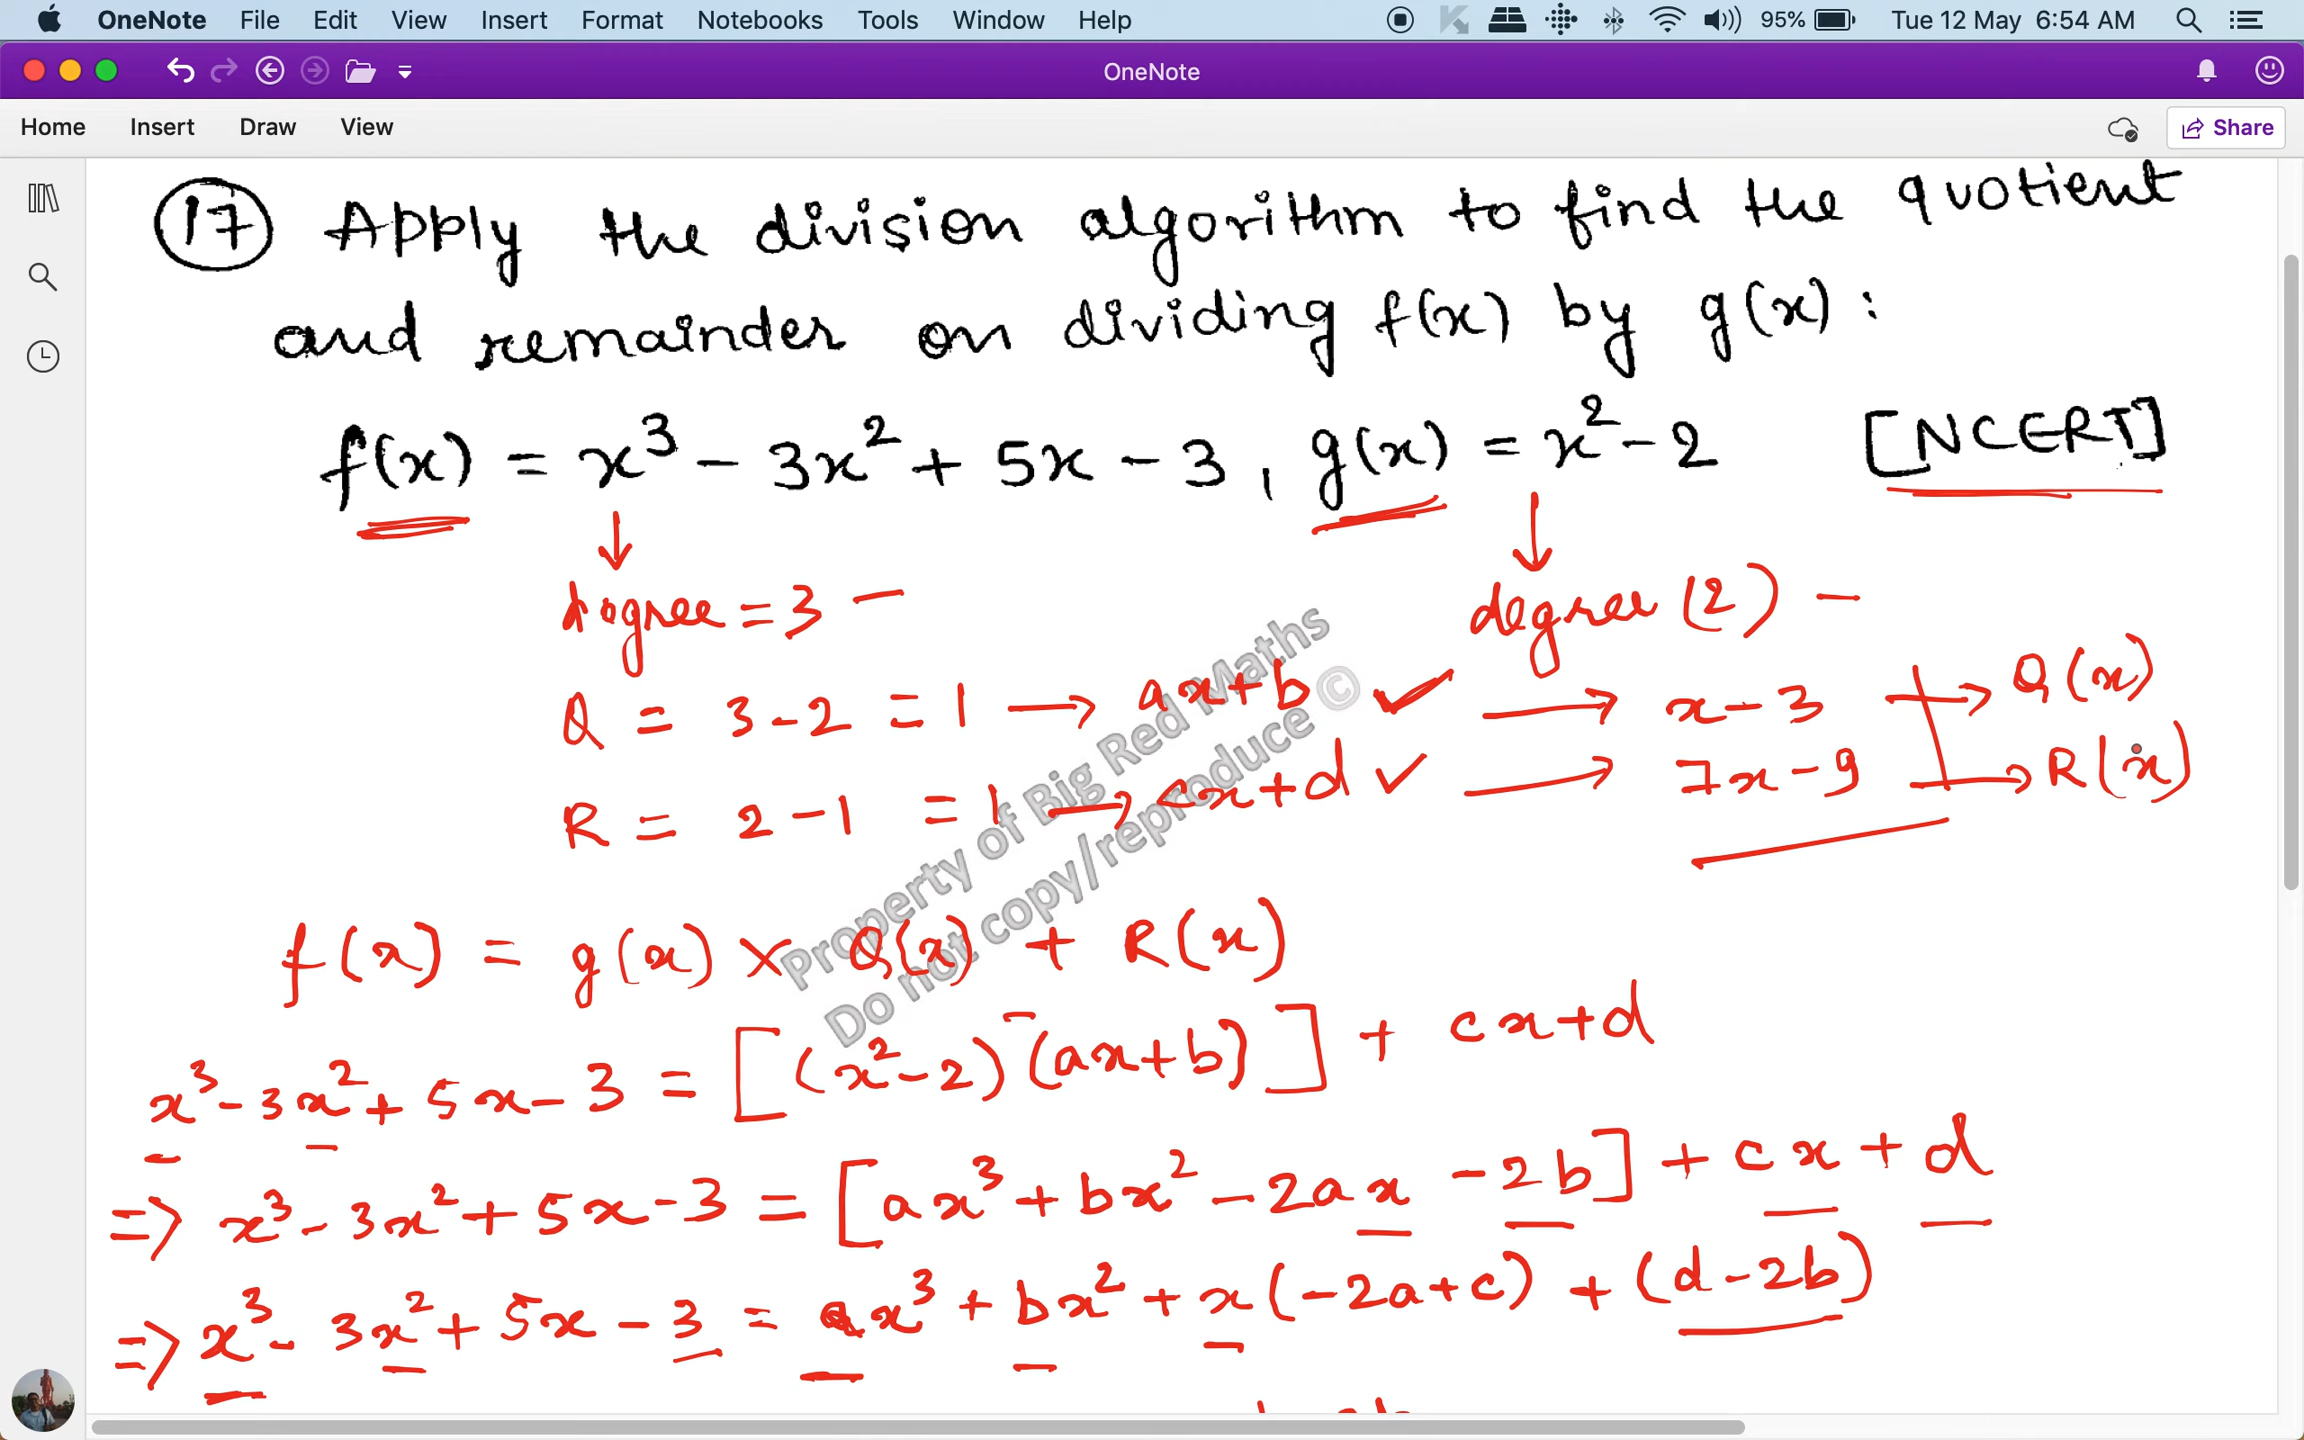 OneNote File Edit View Insert Format Notebooks Tools Window Help 95% Tue 12 May 6:54 AM
OneNote
Home Insert Draw View Share
(17) Apply the division algorithm to find the quotient
and remainder on dividing f(x) by g(x) :
f(x) = x³ - 3x² + 5x - 3, g(x) = x² - 2 [NCERT]
↓ ↓
degree = 3 — degree (2) —
Q = 3 - 2 = 1 → ax + b ✓ → x - 3 → Q(x)
R = 2 - 1 = 1 → cx + d ✓ → 7x - 9 → R(x)
Property of Big Red Maths ©
Do not copy/reproduce
f(x) = g(x) × Q(x) + R(x)
x³ - 3x² + 5x - 3 = [(x² - 2) (ax + b)] + cx + d
=> x³ - 3x² + 5x - 3 = [ax³ + bx² - 2ax - 2b] + cx + d
=> x³ - 3x² + 5x - 3 = ax³ + bx² + x(-2a + c) + (d - 2b)